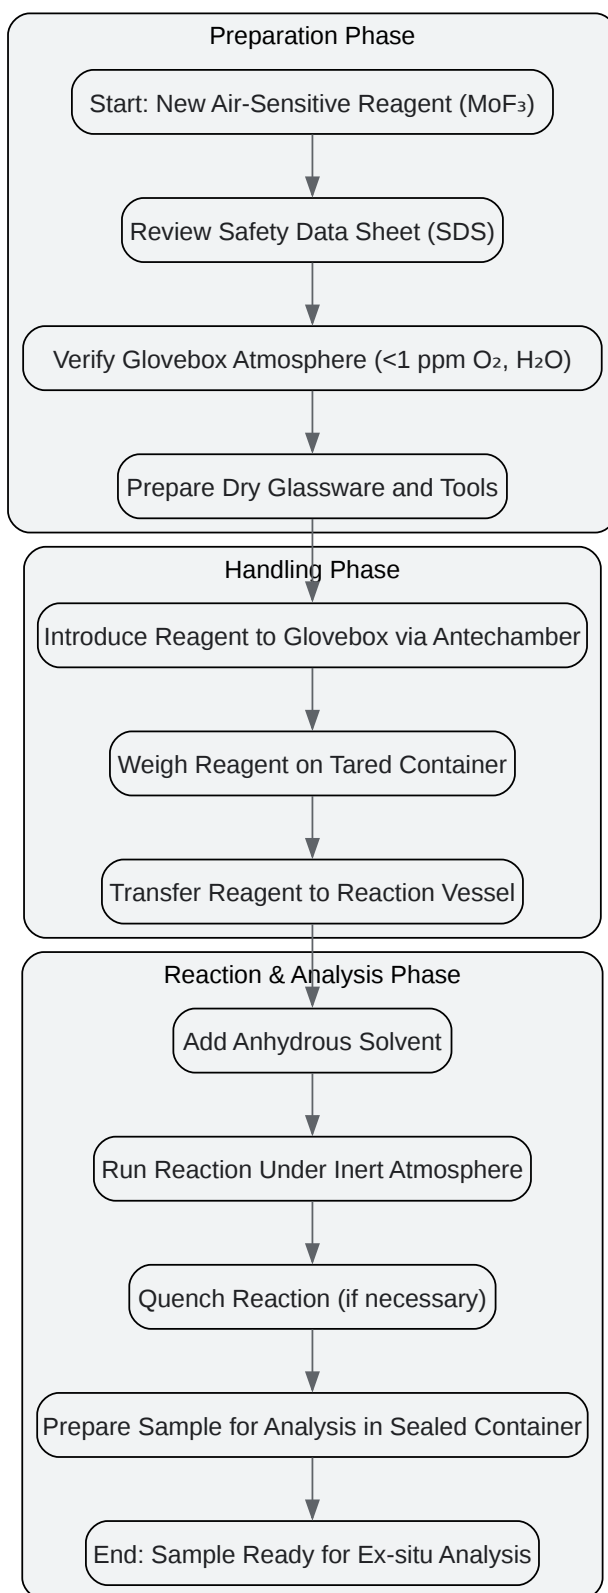 Preparation Phase
Start: New Air-Sensitive Reagent (MoF₃)
Review Safety Data Sheet (SDS)
Verify Glovebox Atmosphere (<1 ppm O₂, H₂O)
Prepare Dry Glassware and Tools
Handling Phase
Introduce Reagent to Glovebox via Antechamber
Weigh Reagent on Tared Container
Transfer Reagent to Reaction Vessel
Reaction & Analysis Phase
Add Anhydrous Solvent
Run Reaction Under Inert Atmosphere
Quench Reaction (if necessary)
Prepare Sample for Analysis in Sealed Container
End: Sample Ready for Ex-situ Analysis